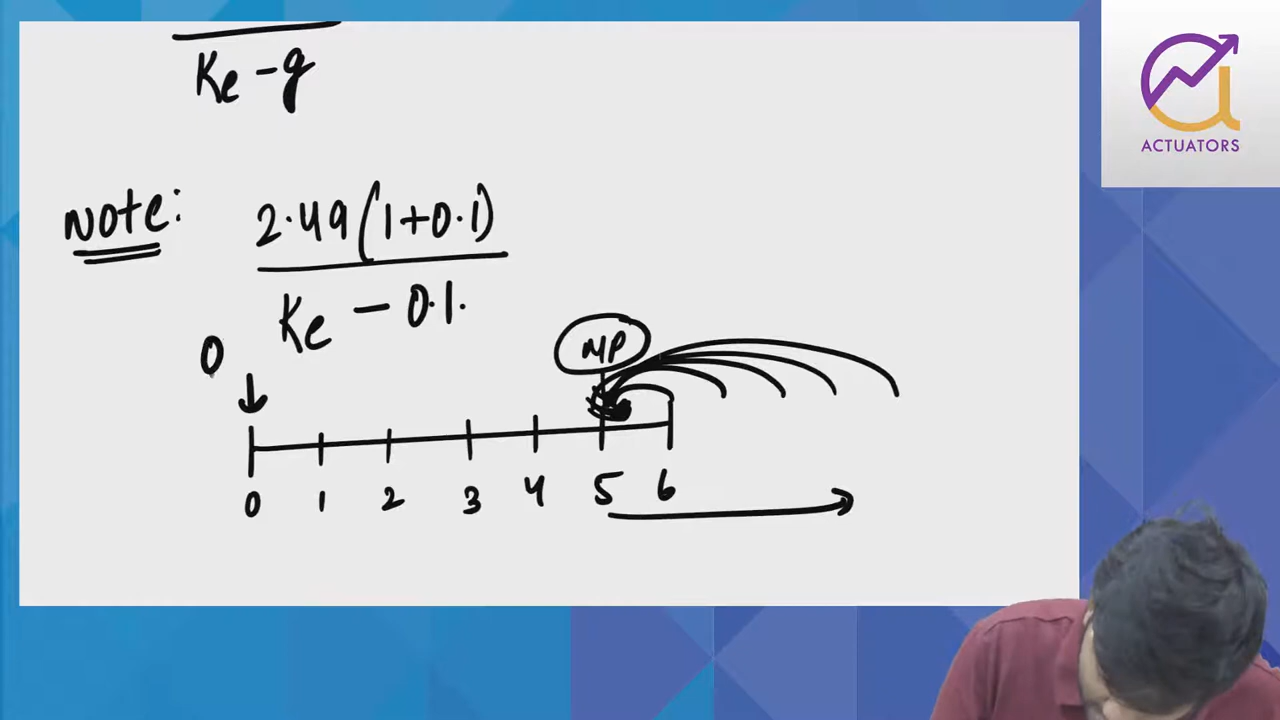 Ke - g
Note: 2.49(1+0.1)
Ke - 0.1.
0
MP
0 1 2 3 4 5 6
ACTUATORS